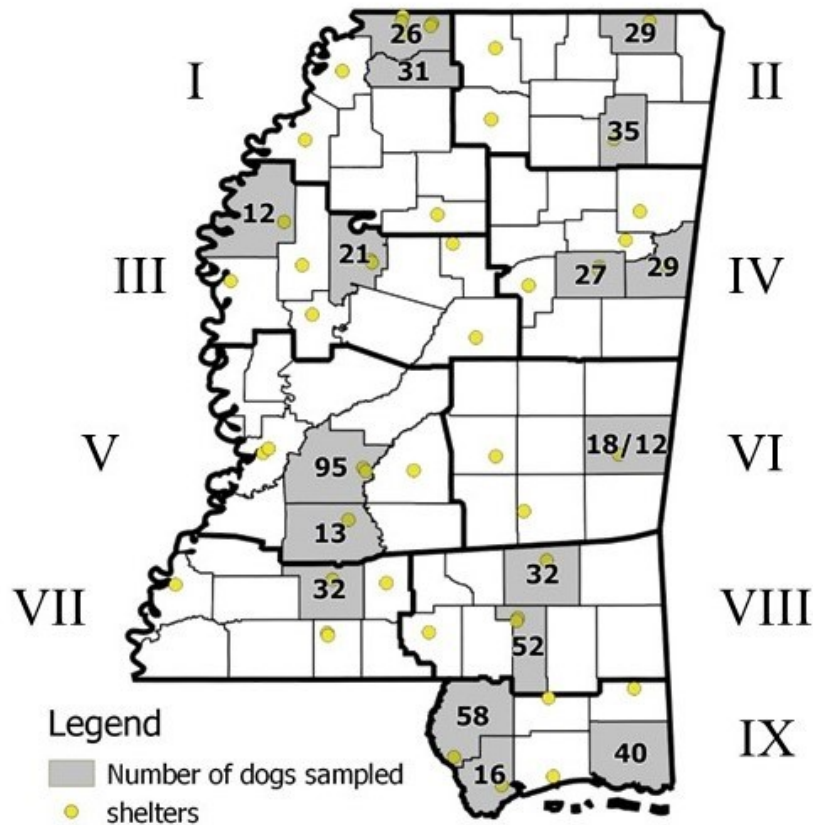 26
29
I
31
II
35
12
21
III
27
29
IV
V
95
18/12
VI
13
VII
32
32
VIII
52
58
16
40
IX
Legend
Number of dogs sampled
shelters